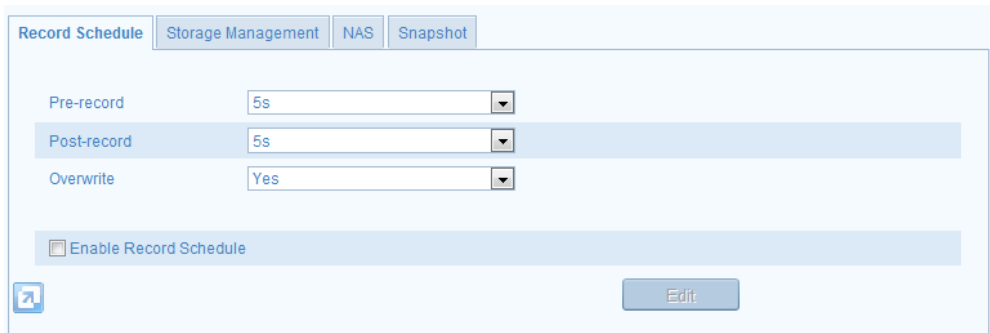 Record Schedule Storage Management NAS Snapshot
Pre-record 5s
Post-record 5s
Overwrite Yes
Enable Record Schedule
Edit